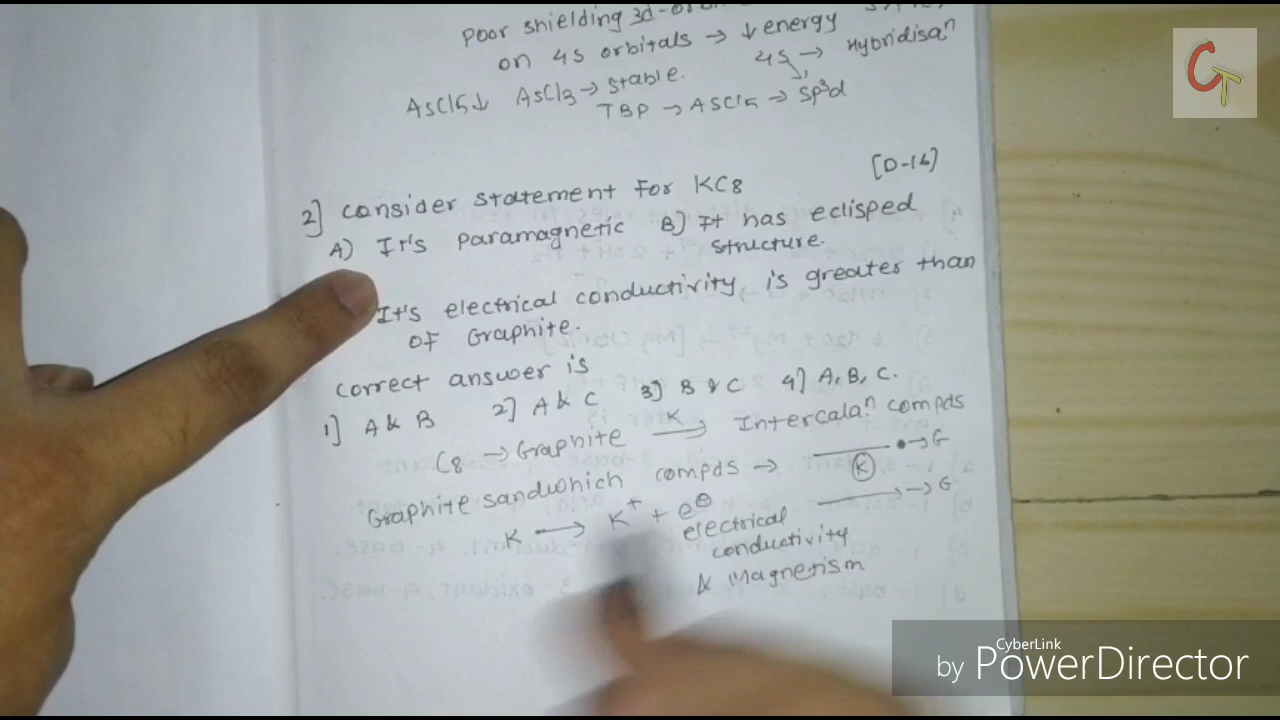 Poor shielding 3d-
on 4s orbitals → ↓ energy
4s → Hybridisaⁿ
AsCl5↓ AsCl3 → stable.
TBP → ASCl5 → Sp³d
[D-16]
2] consider statement for KC8
A) It's paramagnetic B) It has eclisped
structure.
It's electrical conductivity is greater than
of Graphite.
correct answer is
1] A & B 2] A & C 3] B & C 4] A, B, C.
C8 → Graphite K→ Intercalaⁿ compds
Graphite sandwhich compds → K → G
→ G
K → K⁺ + e⊖
electrical
conductivity
& Magnetism
CT
CyberLink
by PowerDirector